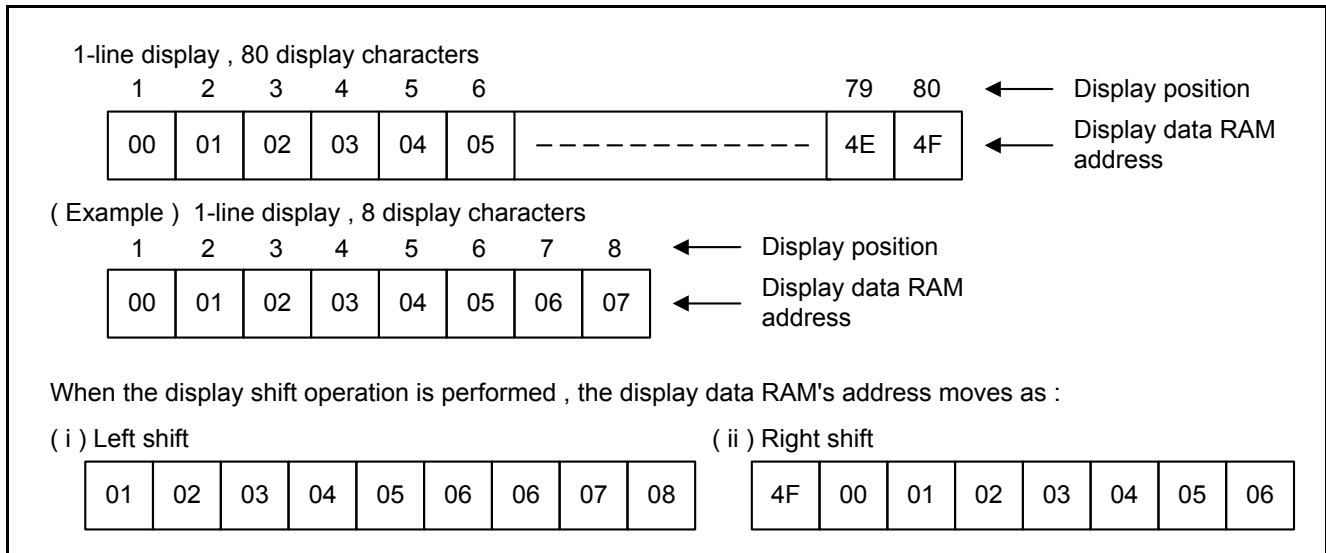 1-line display , 80 display characters
1 2 3 4 5 6 79 80 Display position
00 01 02 03 04 05 4E 4F Display data RAM
address
( Example ) 1-line display , 8 display characters
1 2 3 4 5 6 7 8 Display position
00 01 02 03 04 05 06 07 Display data RAM
address
When the display shift operation is performed , the display data RAM's address moves as :
( i ) Left shift ( ii ) Right shift
01 02 03 04 05 06 06 07 08 4F 00 01 02 03 04 05 06